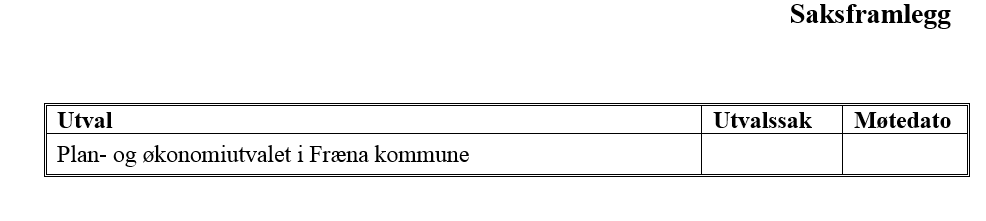 Saksframlegg
Utval Utvalssak Møtedato
Plan- og økonomiutvalet i Fræna kommune